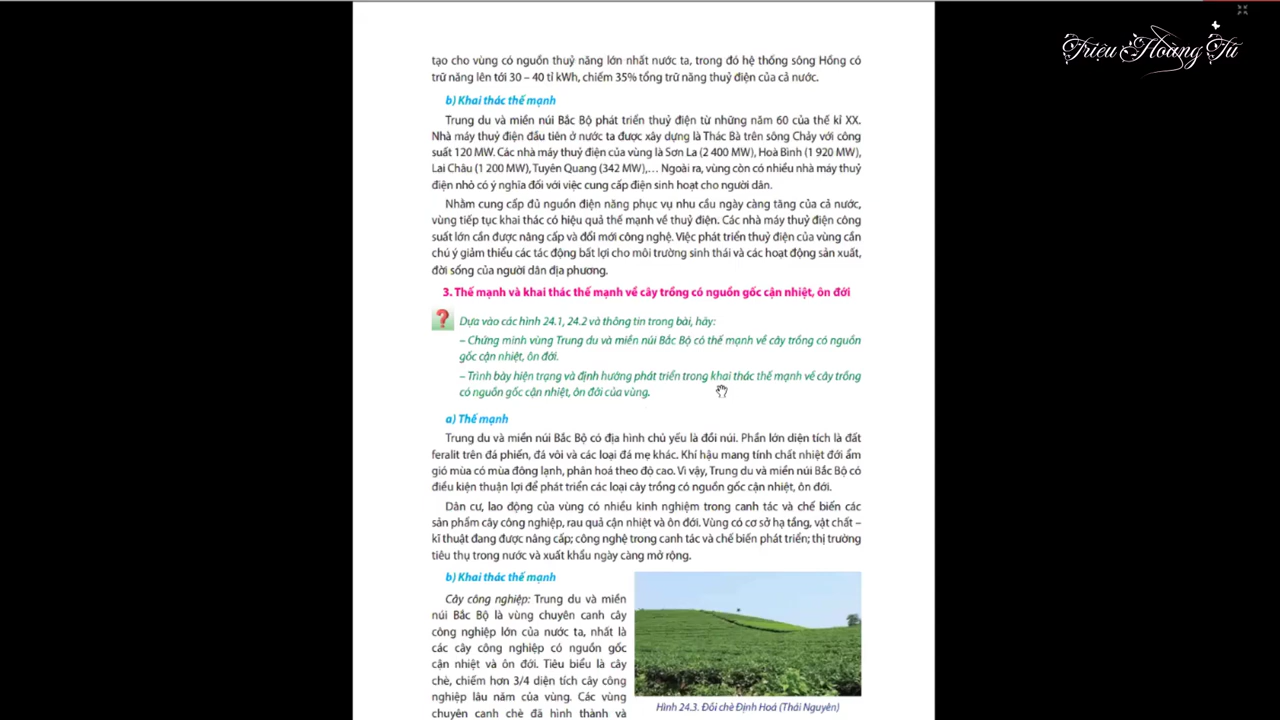 Triệu Hoàng Tú
tạo cho vùng có nguồn thuỷ năng lớn nhất nước ta, trong đó hệ thống sông Hồng có
trữ năng lên tới 30 – 40 tỉ kWh, chiếm 35% tổng trữ năng thuỷ điện của cả nước.
b) Khai thác thế mạnh
Trung du và miền núi Bắc Bộ phát triển thuỷ điện từ những năm 60 của thế kỉ XX.
Nhà máy thuỷ điện đầu tiên ở nước ta được xây dựng là Thác Bà trên sông Chảy với công
suất 120 MW. Các nhà máy thuỷ điện của vùng là Sơn La (2 400 MW), Hoà Bình (1 920 MW),
Lai Châu (1 200 MW), Tuyên Quang (342 MW),… Ngoài ra, vùng còn có nhiều nhà máy thuỷ
điện nhỏ có ý nghĩa đối với việc cung cấp điện sinh hoạt cho người dân.
Nhằm cung cấp đủ nguồn điện năng phục vụ nhu cầu ngày càng tăng của cả nước,
vùng tiếp tục khai thác có hiệu quả thế mạnh về thuỷ điện. Các nhà máy thuỷ điện công
suất lớn cần được nâng cấp và đổi mới công nghệ. Việc phát triển thuỷ điện của vùng cần
chú ý giảm thiểu các tác động bất lợi cho môi trường sinh thái và các hoạt động sản xuất,
đời sống của người dân địa phương.
3. Thế mạnh và khai thác thế mạnh về cây trồng có nguồn gốc cận nhiệt, ôn đới
?
Dựa vào các hình 24.1, 24.2 và thông tin trong bài, hãy:
– Chứng minh vùng Trung du và miền núi Bắc Bộ có thế mạnh về cây trồng có nguồn
gốc cận nhiệt, ôn đới.
– Trình bày hiện trạng và định hướng phát triển trong khai thác thế mạnh về cây trồng
có nguồn gốc cận nhiệt, ôn đới của vùng.
a) Thế mạnh
Trung du và miền núi Bắc Bộ có địa hình chủ yếu là đồi núi. Phần lớn diện tích là đất
feralit trên đá phiến, đá vôi và các loại đá mẹ khác. Khí hậu mang tính chất nhiệt đới ẩm
gió mùa có mùa đông lạnh, phân hoá theo độ cao. Vì vậy, Trung du và miền núi Bắc Bộ có
điều kiện thuận lợi để phát triển các loại cây trồng có nguồn gốc cận nhiệt, ôn đới.
Dân cư, lao động của vùng có nhiều kinh nghiệm trong canh tác và chế biến các
sản phẩm cây công nghiệp, rau quả cận nhiệt và ôn đới. Vùng có cơ sở hạ tầng, vật chất –
kĩ thuật đang được nâng cấp; công nghệ trong canh tác và chế biến phát triển; thị trường
tiêu thụ trong nước và xuất khẩu ngày càng mở rộng.
b) Khai thác thế mạnh
Cây công nghiệp: Trung du và miền
núi Bắc Bộ là vùng chuyên canh cây
công nghiệp lớn của nước ta, nhất là
các cây công nghiệp có nguồn gốc
cận nhiệt và ôn đới. Tiêu biểu là cây
chè, chiếm hơn 3/4 diện tích cây công
nghiệp lâu năm của vùng. Các vùng
chuyên canh chè đã hình thành và
Hình 24.3. Đồi chè Định Hoá (Thái Nguyên)